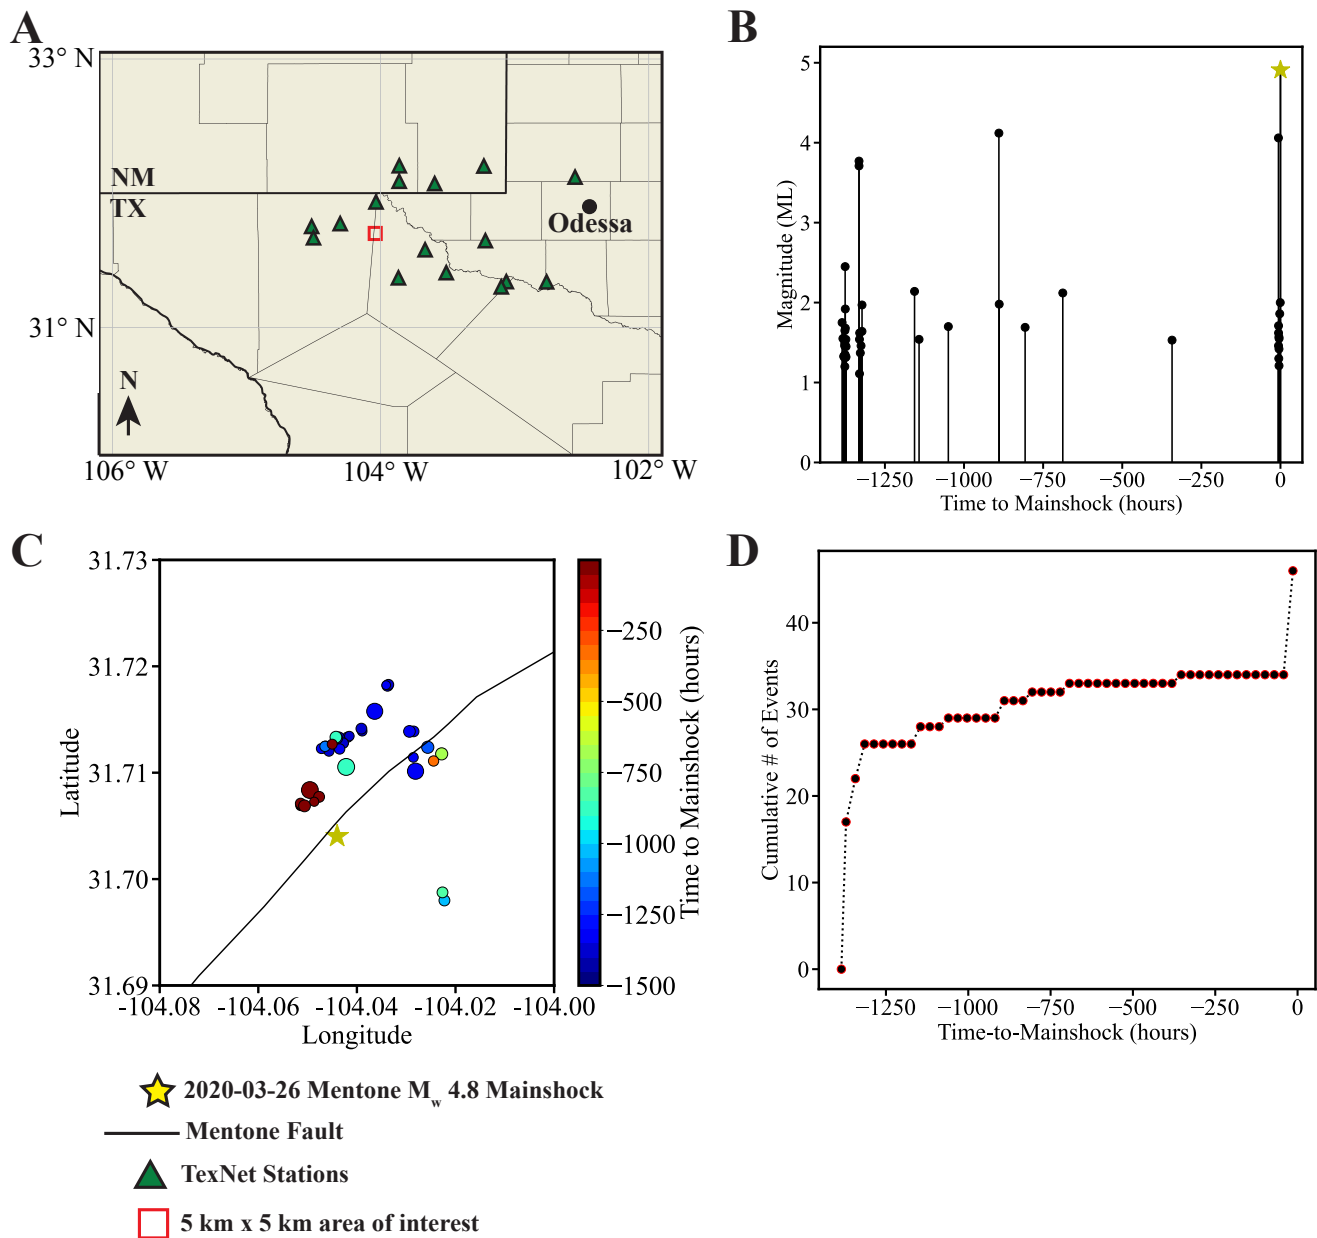 A
33° N
NM
TX
Odessa
31° N
N
106° W
104° W
102° W
B
Magnitude (ML)
5
4
3
2
1
0
−1250
−1000
−750
−500
−250
0
Time to Mainshock (hours)
C
Latitude
31.73
31.72
31.71
31.70
31.69
-104.08
-104.06
-104.04
-104.02
-104.00
Longitude
−250
−500
−750
−1000
−1250
−1500
Time to Mainshock (hours)
D
Cumulative # of Events
40
30
20
10
0
−1250
−1000
−750
−500
−250
0
Time-to-Mainshock (hours)
2020-03-26 Mentone Mw 4.8 Mainshock
Mentone Fault
TexNet Stations
5 km x 5 km area of interest